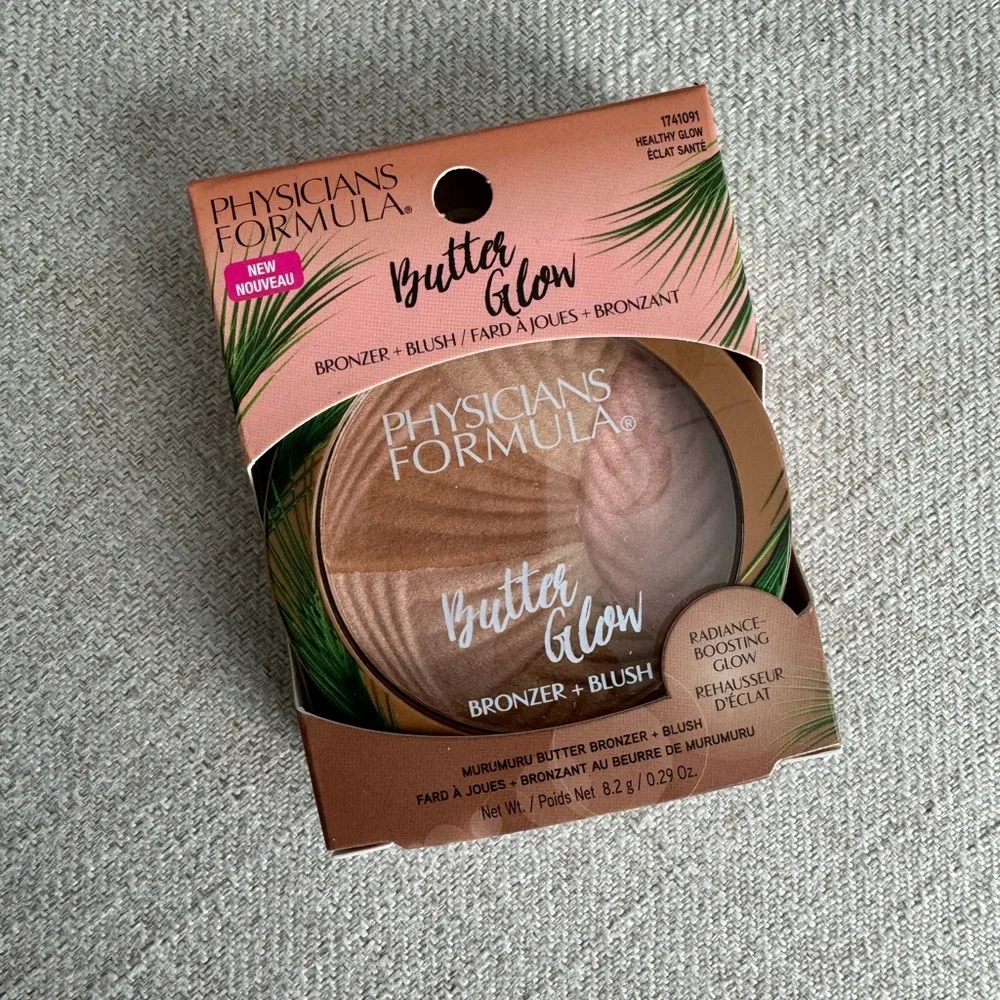 1741091
HEALTHY GLOW
ÉCLAT SANTÉ
PHYSICIANS
FORMULA®
NEW
NOUVEAU
Butter
Glow
BRONZER + BLUSH / FARD À JOUES + BRONZANT
PHYSICIANS
FORMULA®
Butter
Glow
BRONZER + BLUSH
RADIANCE-
BOOSTING
GLOW
REHAUSSEUR
D'ÉCLAT
MURUMURU BUTTER BRONZER + BLUSH
FARD À JOUES + BRONZANT AU BEURRE DE MURUMURU
Net Wt. / Poids Net 8.2 g / 0.29 Oz.